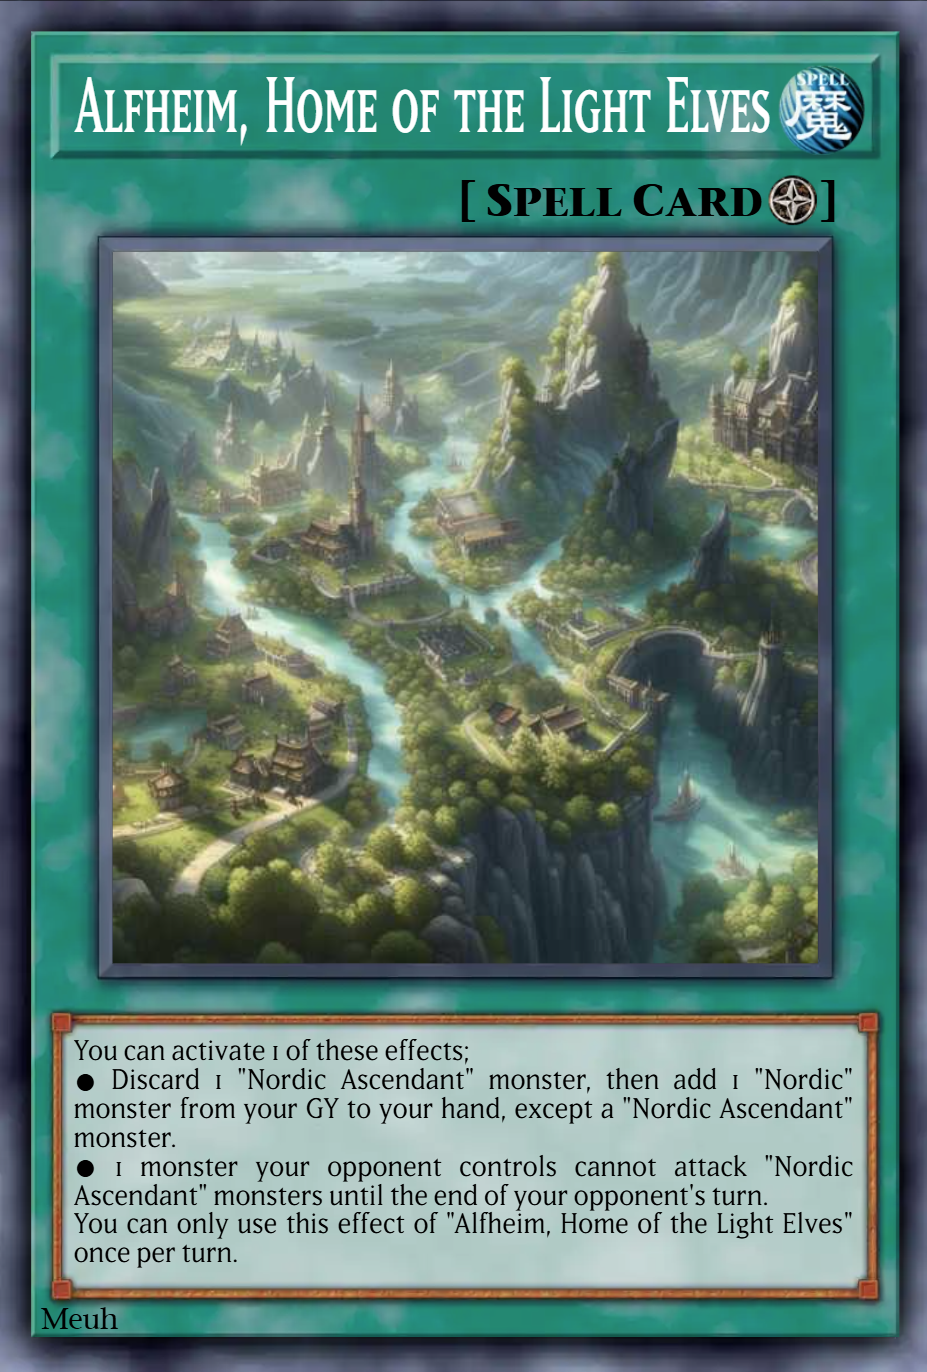 Alfheim, Home of the Light Elves
SPELL
魔
[ Spell Card ]
You can activate 1 of these effects;
● Discard 1 "Nordic Ascendant" monster, then add 1 "Nordic"
monster from your GY to your hand, except a "Nordic Ascendant"
monster.
● 1 monster your opponent controls cannot attack "Nordic
Ascendant" monsters until the end of your opponent's turn.
You can only use this effect of "Alfheim, Home of the Light Elves"
once per turn.
Meuh